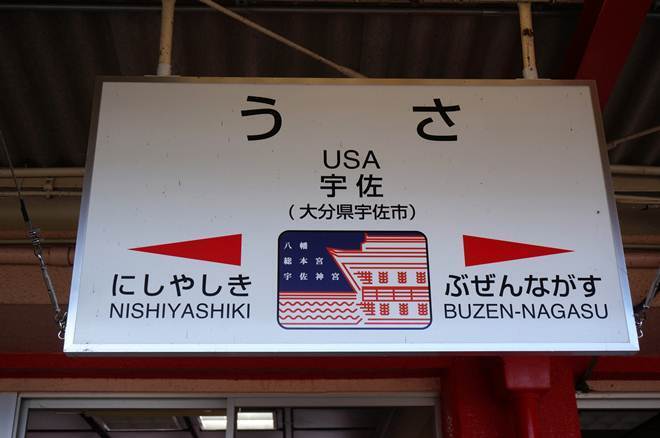 うさ
USA
宇佐
（大分県宇佐市）
八幡
総本宮
宇佐神宮
にしやしき
NISHIYASHIKI
ぶぜんながす
BUZEN-NAGASU